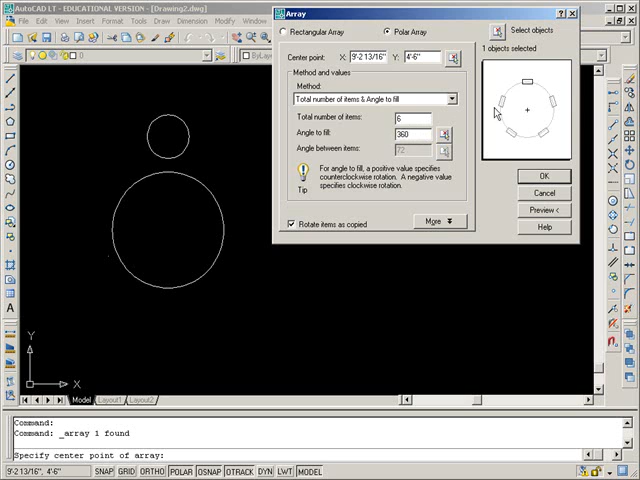 AutoCAD LT - EDUCATIONAL VERSION - [Drawing2.dwg]
File Edit View Insert Format Tools Draw Dimension
ByLay
Array
Rectangular Array
Polar Array
Select objects
1 objects selected
Center point: X: 9'-2 13/16" Y: 4'-6"
Method and values
Method:
Total number of items & Angle to fill
Total number of items: 6
Angle to fill: 360
Angle between items: 72
For angle to fill, a positive value specifies
counterclockwise rotation. A negative value
specifies clockwise rotation.
Tip
Rotate items as copied
More
OK
Cancel
Preview <
Help
Y
X
Model Layout1 Layout2
Command:
Command: _array 1 found
Specify center point of array:
9'-2 13/16", 4'-6"
SNAP GRID ORTHO POLAR OSNAP OTRACK DYN LWT MODEL